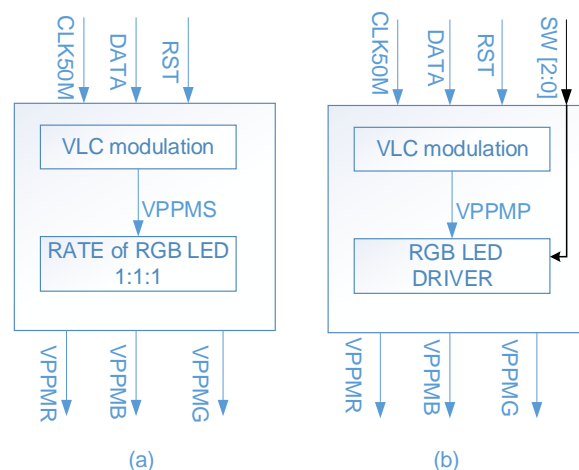 CLK50M
DATA
RST
VLC modulation
VPPMS
RATE of RGB LED
1:1:1
VPPMR
VPPMB
VPPMG
(a)
CLK50M
DATA
RST
SW [2:0]
VLC modulation
VPPMP
RGB LED
DRIVER
VPPMR
VPPMB
VPPMG
(b)